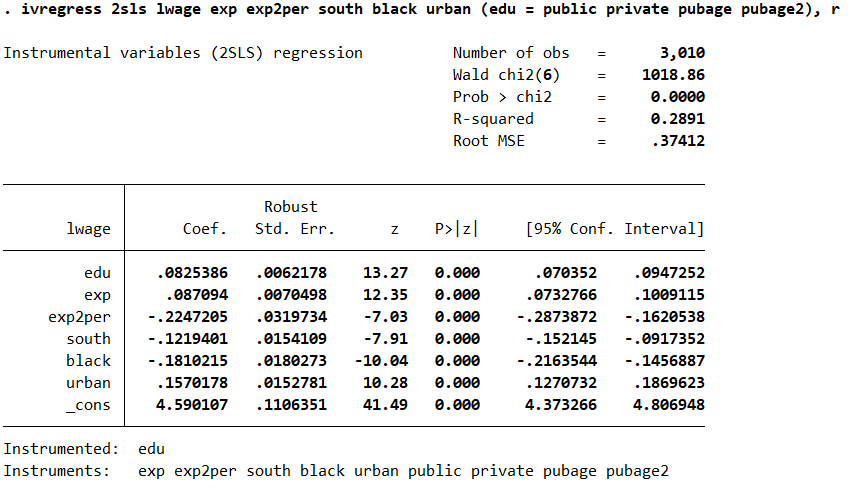 . ivregress 2sls lwage exp exp2per south black urban (edu = public private pubage pubage2), r
Instrumental variables (2SLS) regression Number of obs = 3,010
Wald chi2(6) = 1018.86
Prob > chi2 = 0.0000
R-squared = 0.2891
Root MSE = .37412
Robust
lwage Coef. Std. Err. z P>|z| [95% Conf. Interval]
edu .0825386 .0062178 13.27 0.000 .070352 .0947252
exp .087094 .0070498 12.35 0.000 .0732766 .1009115
exp2per -.2247205 .0319734 -7.03 0.000 -.2873872 -.1620538
south -.1219401 .0154109 -7.91 0.000 -.152145 -.0917352
black -.1810215 .0180273 -10.04 0.000 -.2163544 -.1456887
urban .1570178 .0152781 10.28 0.000 .1270732 .1869623
_cons 4.590107 .1106351 41.49 0.000 4.373266 4.806948
Instrumented: edu
Instruments: exp exp2per south black urban public private pubage pubage2